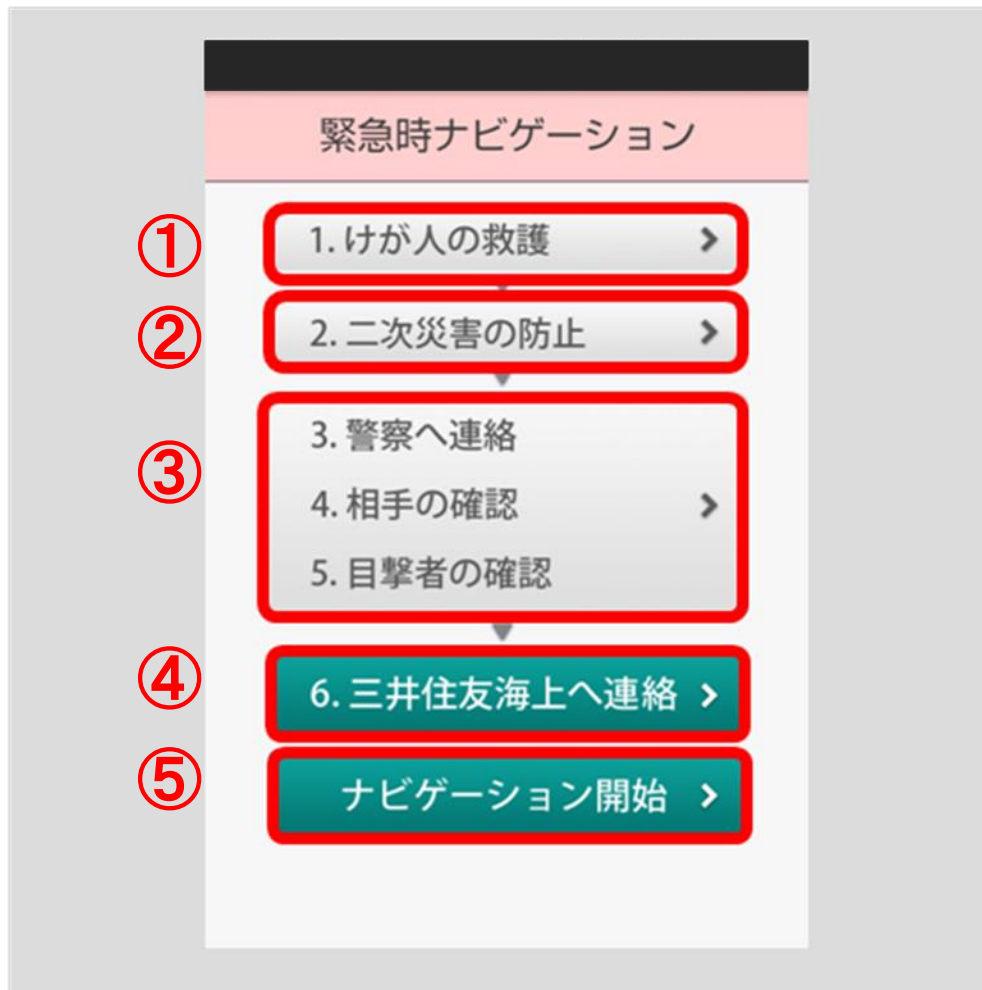 緊急時ナビゲーション
① 1. けが人の救護
② 2. 二次災害の防止
3. 警察へ連絡
③ 4. 相手の確認
5. 目撃者の確認
④ 6. 三井住友海上へ連絡
⑤ ナビゲーション開始